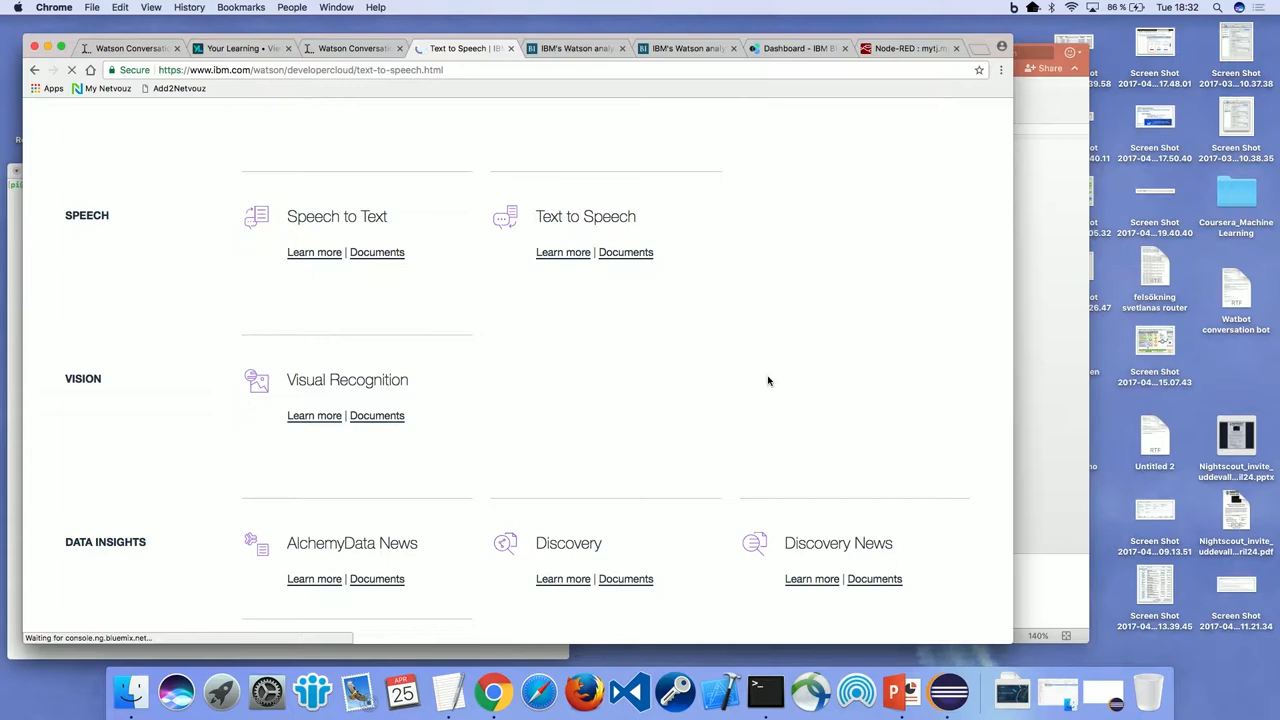 Chrome File Edit View History Bookmarks People Window Help 86 % Tue 18:32
Watson Conversati Your Learning • Vie Watson Conversati Text to Speech | IBM IBM's Watson analy IBM's Watson analy Dashboard - IBM Bl Node-RED : mytj.m
Secure https://www.ibm.com/watson/developercloud/text-to-speech.html
Share
Apps My Netvouz Add2Netvouz
SPEECH
Speech to Text
Learn more | Documents
Text to Speech
Learn more | Documents
VISION
Visual Recognition
Learn more | Documents
DATA INSIGHTS
AlchemyData News
Learn more | Documents
Discovery
Learn more | Documents
Discovery News
Learn more | Documents
Waiting for console.ng.bluemix.net...
140%
Screen Shot
2017-04...17.48.01
Screen Shot
2017-03...10.37.38
Screen Shot
2017-04...17.50.40
Screen Shot
2017-03...10.38.35
Screen Shot
2017-04...19.40.40
Coursera_Machine
Learning
RTF
felsökning
svetlanas router
RTF
Watbot
conversation bot
Screen Shot
2017-04...15.07.43
RTF
Untitled 2
Nightscout_invite_
uddevall...il24.pptx
Screen Shot
2017-04...09.13.51
Nightscout_invite_
uddevall...ril24.pdf
Screen Shot
2017-04...13.39.45
Screen Shot
2017-04...11.21.34
APR
25